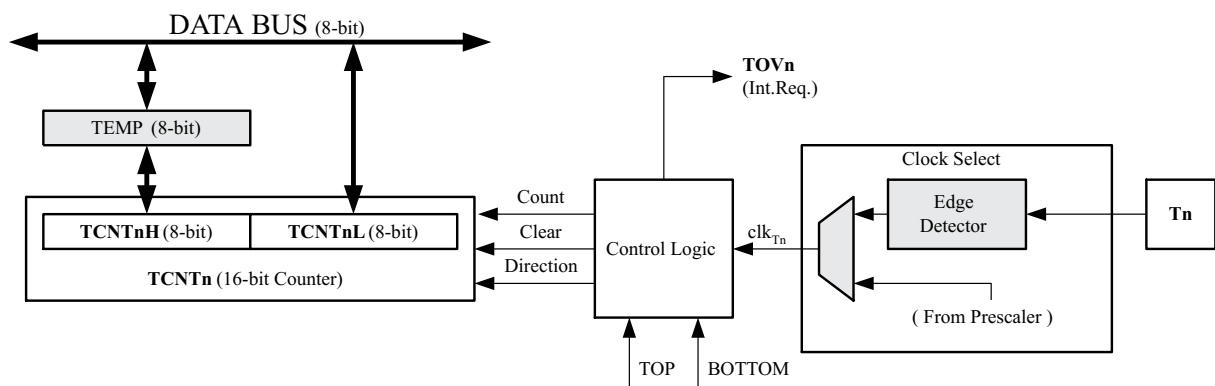 DATA BUS (8-bit)
TOVn
(Int.Req.)
TEMP (8-bit)
Clock Select
Count
Edge
Detector
Tn
TCNTnH (8-bit)
TCNTnL (8-bit)
Clear
Control Logic
clkTn
TCNTn (16-bit Counter)
Direction
( From Prescaler )
TOP
BOTTOM